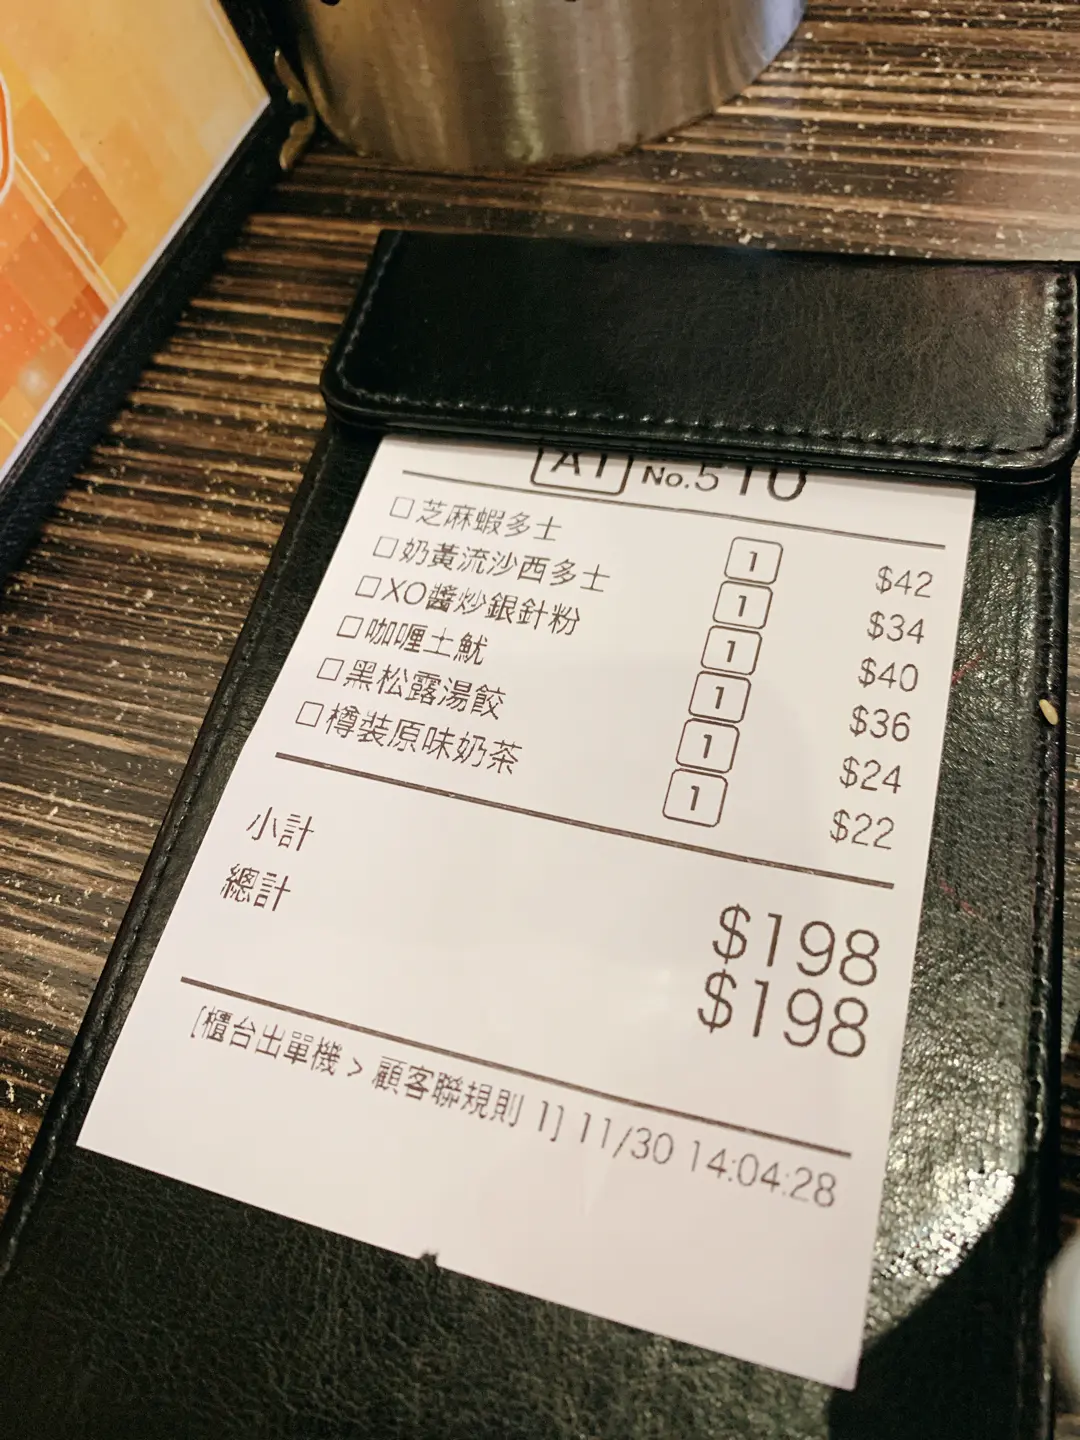 A1 No.510
□芝麻蝦多士 1 $42
□奶黃流沙西多士 1 $34
□XO醬炒銀針粉 1 $40
□咖喱土魷 1 $36
□黑松露湯餃 1 $24
□樽裝原味奶茶 1 $22
小計 $198
總計 $198
[櫃台出單機 > 顧客聯規則 1] 11/30 14:04:28